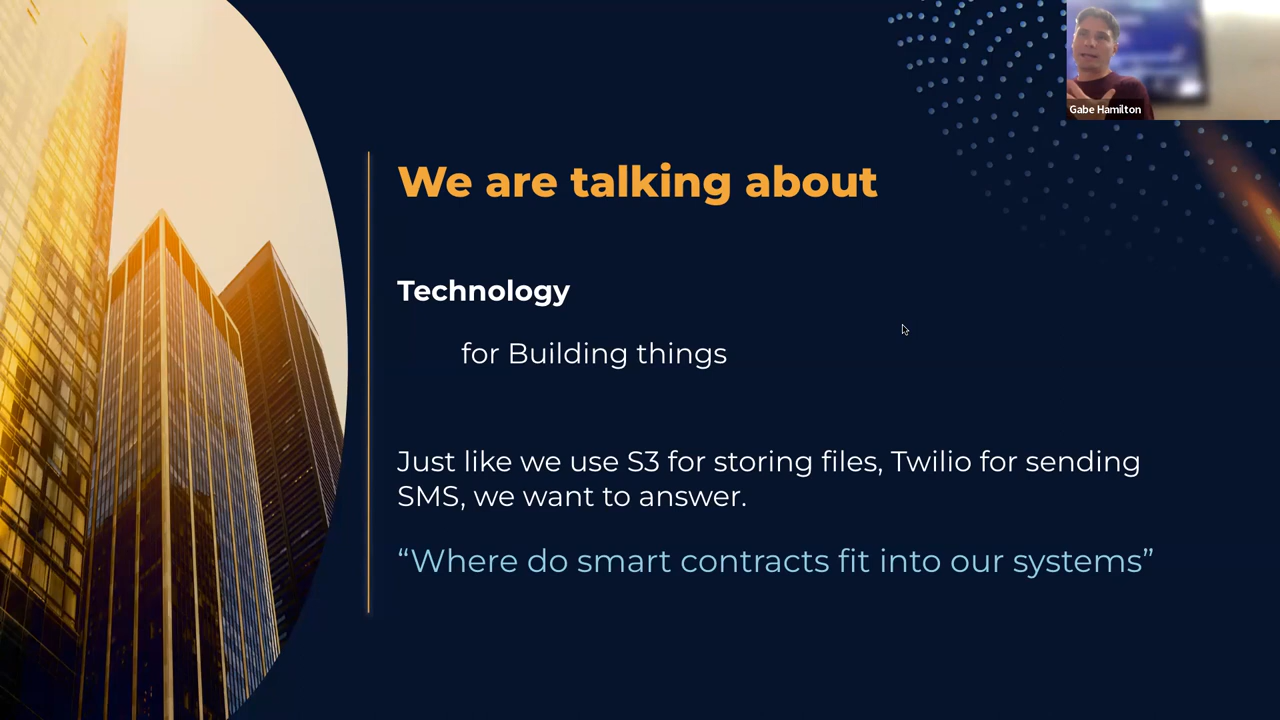 Gabe Hamilton
We are talking about
Technology
for Building things
Just like we use S3 for storing files, Twilio for sending
SMS, we want to answer.
“Where do smart contracts fit into our systems”